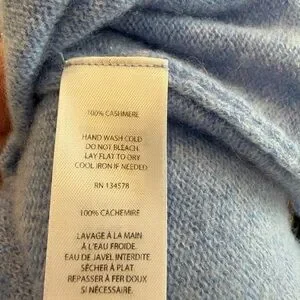 100% CASHMERE
HAND WASH COLD
DO NOT BLEACH
LAY FLAT TO DRY
COOL IRON IF NEEDED
RN 134578
100% CACHEMIRE
LAVAGE À LA MAIN
À L'EAU FROIDE.
EAU DE JAVEL INTERDITE.
SÉCHER À PLAT
REPASSER À FER DOUX
SI NÉCESSAIRE.